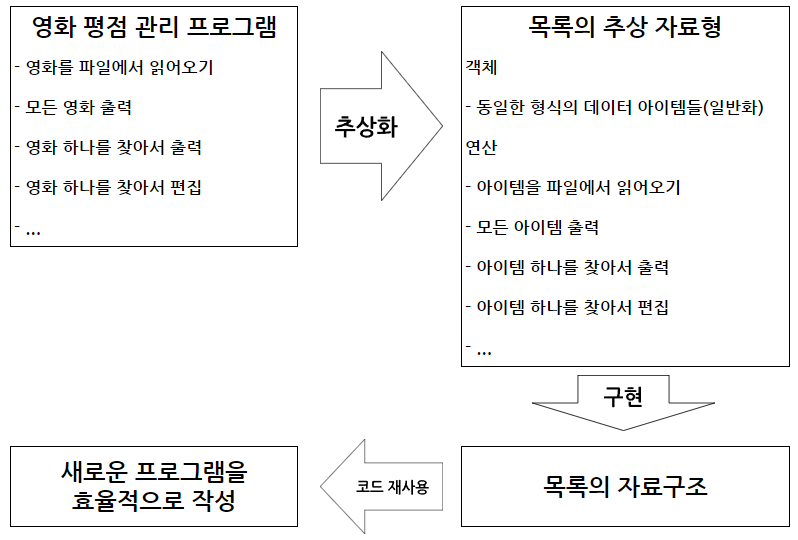 영화 평점 관리 프로그램
- 영화를 파일에서 읽어오기
- 모든 영화 출력
- 영화 하나를 찾아서 출력
- 영화 하나를 찾아서 편집
- ...
추상화
목록의 추상 자료형
객체
- 동일한 형식의 데이터 아이템들(일반화)
연산
- 아이템을 파일에서 읽어오기
- 모든 아이템 출력
- 아이템 하나를 찾아서 출력
- 아이템 하나를 찾아서 편집
- ...
구현
목록의 자료구조
코드 재사용
새로운 프로그램을
효율적으로 작성